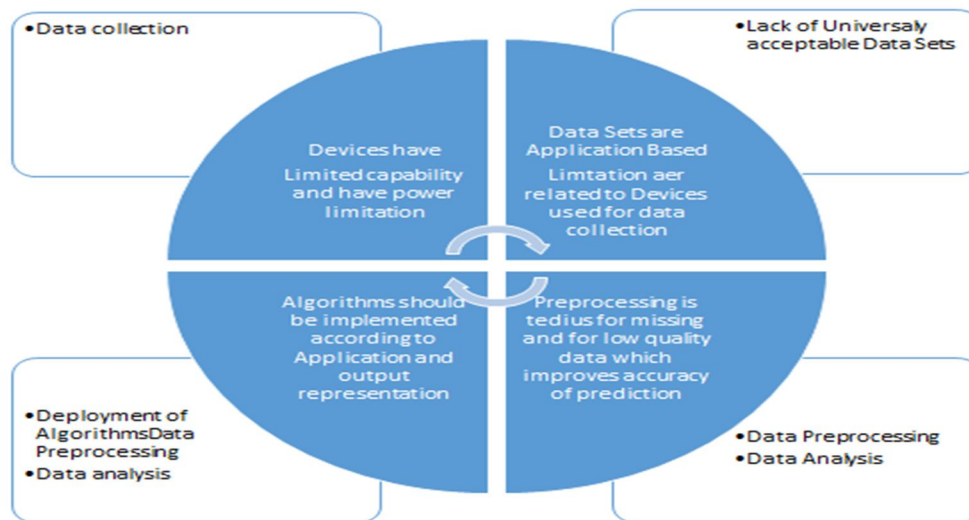 •Data collection
•Lack of Universaly
acceptable Data Sets
Devices have
Limited capability
and have power
limitation
Data Sets are
Application Based
Limtation aer
related to Devices
used for data
collection
Algorithms should
be implemented
according to
Application and
output
representation
Preprocessing is
tedius for missing
and for low quality
data which
improves accuracy
of prediction
•Deployment of
AlgorithmsData
Preprocessing
•Data analysis
•Data Preprocessing
•Data Analysis